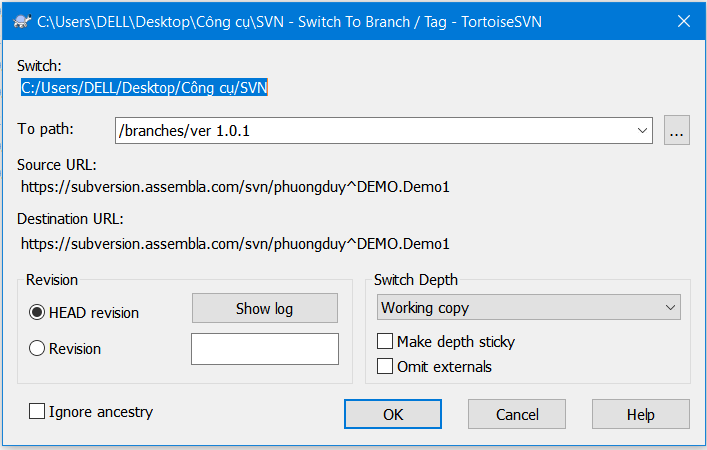 C:\Users\DELL\Desktop\Công cụ\SVN - Switch To Branch / Tag - TortoiseSVN
Switch:
C:/Users/DELL/Desktop/Công cụ/SVN
To path:
/branches/ver 1.0.1
...
Source URL:
https://subversion.assembla.com/svn/phuongduy^DEMO.Demo1
Destination URL:
https://subversion.assembla.com/svn/phuongduy^DEMO.Demo1
Revision
HEAD revision
Show log
Revision
Switch Depth
Working copy
Make depth sticky
Omit externals
Ignore ancestry
OK
Cancel
Help